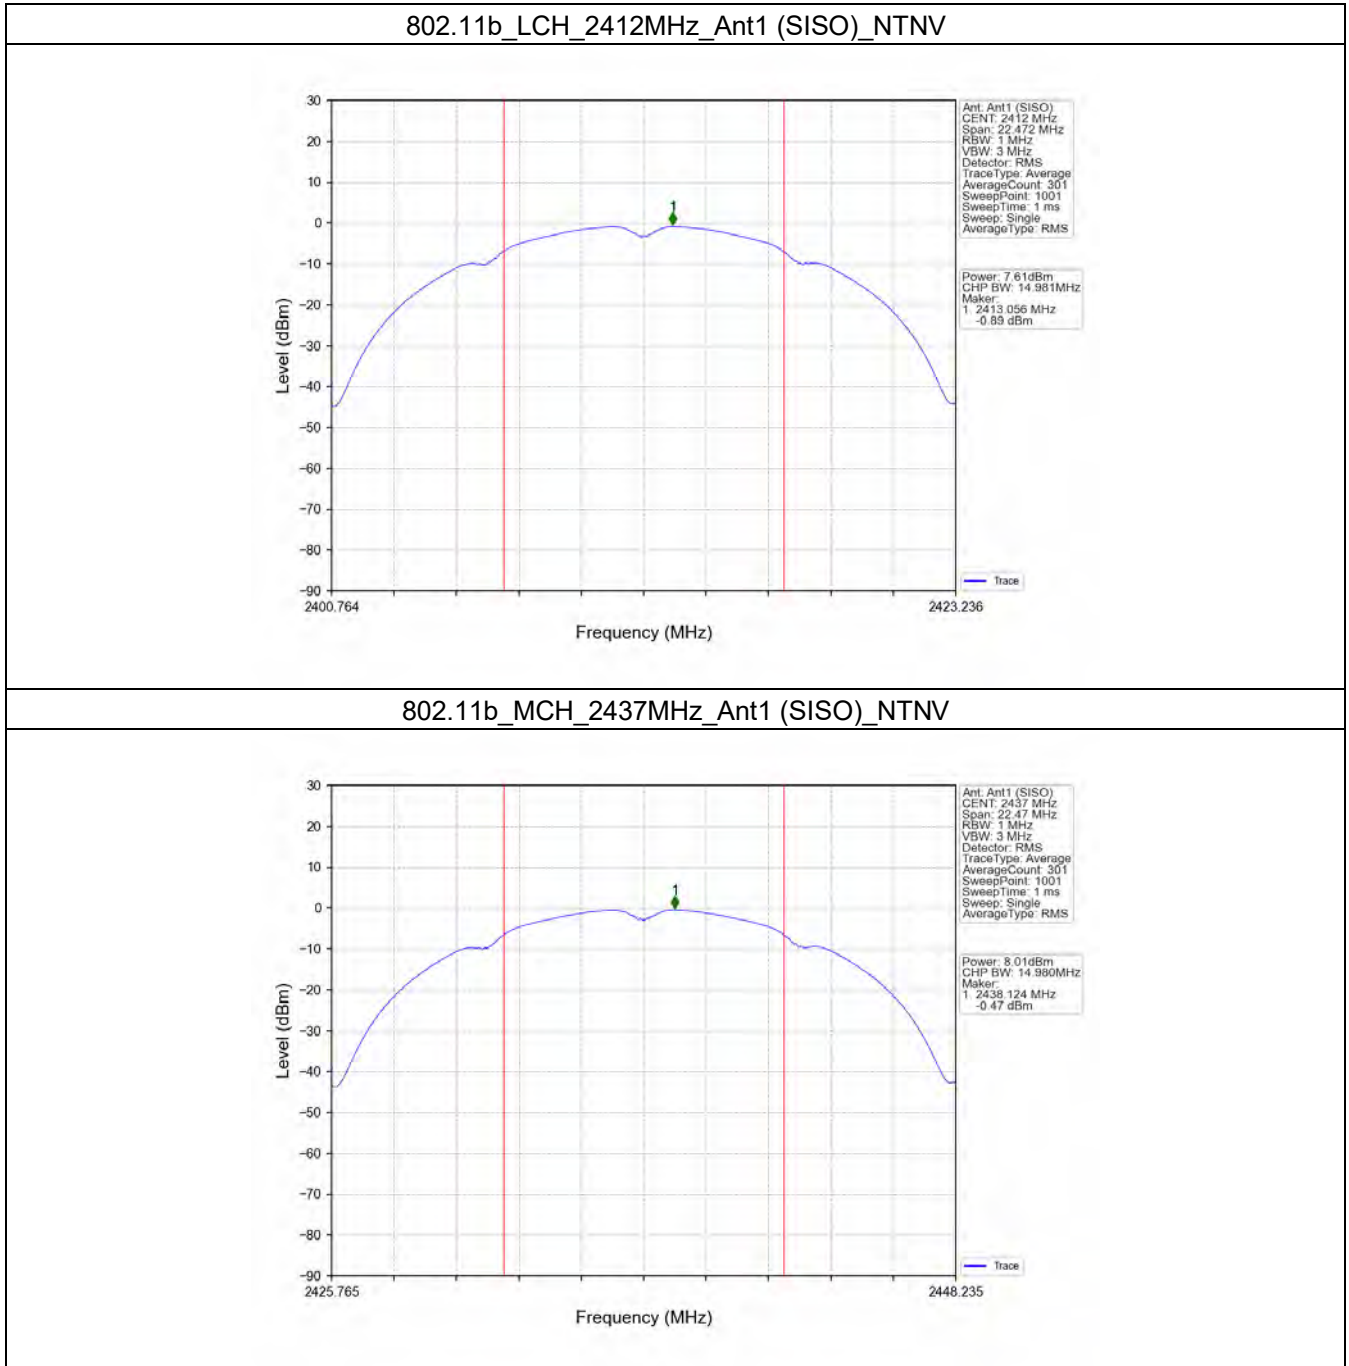 802.11b_LCH_2412MHz_Ant1 (SISO)_NTNV
30
20
10
0
−10
−20
−30
−40
−50
−60
−70
−80
−90
Level (dBm)
1
2400.764
2423.236
Frequency (MHz)
Ant: Ant1 (SISO)
CENT: 2412 MHz
Span: 22.472 MHz
RBW: 1 MHz
VBW: 3 MHz
Detector: RMS
TraceType: Average
AverageCount: 301
SweepPoint: 1001
SweepTime: 1 ms
Sweep: Single
AverageType: RMS
Power: 7.61dBm
CHP BW: 14.981MHz
Maker:
1. 2413.056 MHz
-0.89 dBm
Trace
802.11b_MCH_2437MHz_Ant1 (SISO)_NTNV
30
20
10
0
−10
−20
−30
−40
−50
−60
−70
−80
−90
Level (dBm)
1
2425.765
2448.235
Frequency (MHz)
Ant: Ant1 (SISO)
CENT: 2437 MHz
Span: 22.47 MHz
RBW: 1 MHz
VBW: 3 MHz
Detector: RMS
TraceType: Average
AverageCount: 301
SweepPoint: 1001
SweepTime: 1 ms
Sweep: Single
AverageType: RMS
Power: 8.01dBm
CHP BW: 14.980MHz
Maker:
1. 2438.124 MHz
-0.47 dBm
Trace